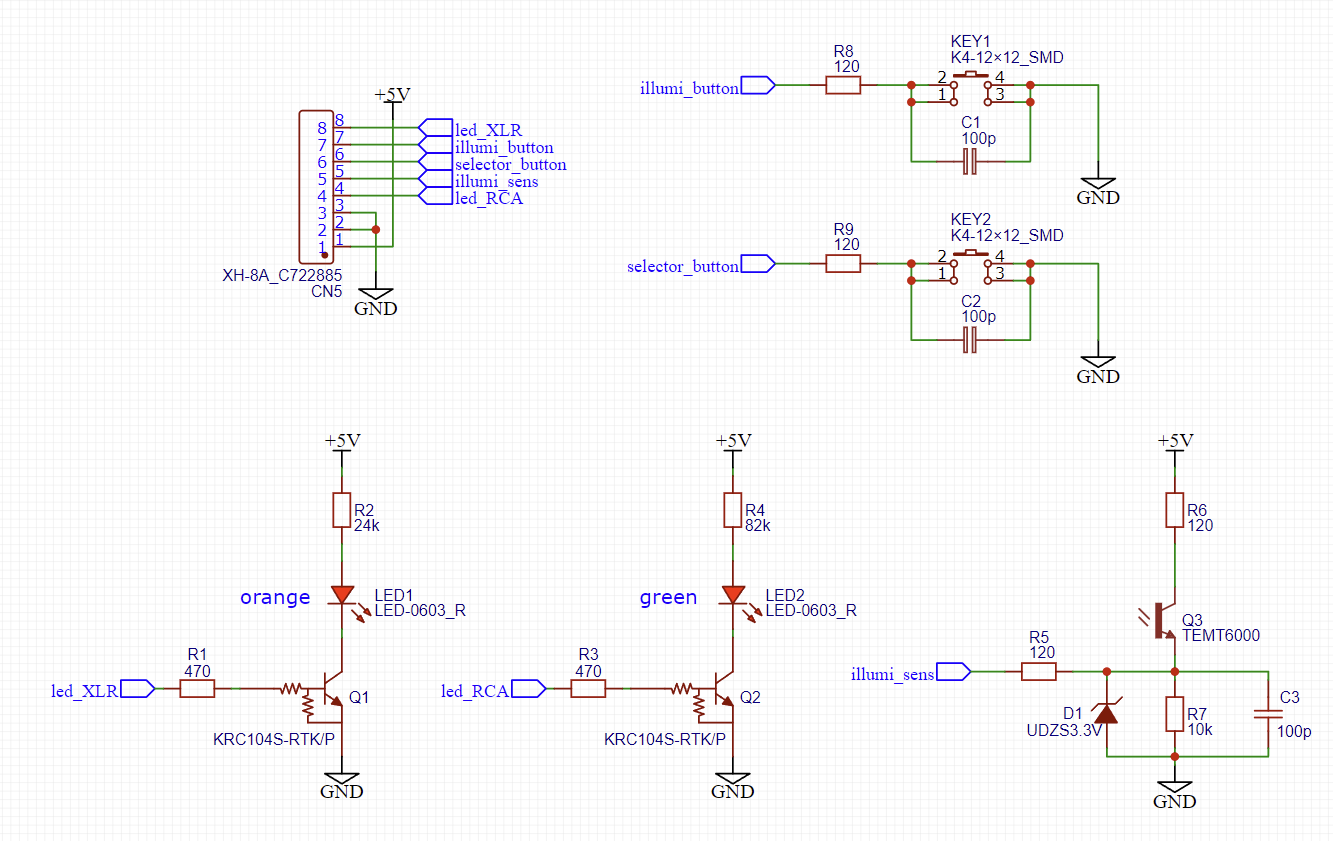 +5V
8 8
7 7
6 6
5 5
4 4
3 3
2 2
1 1
led_XLR
illumi_button
selector_button
illumi_sens
led_RCA
XH-8A_C722885
CN5
GND
illumi_button
R8
120
KEY1
K4-12×12_SMD
2 4
1 3
C1
100p
GND
selector_button
R9
120
KEY2
K4-12×12_SMD
2 4
1 3
C2
100p
GND
+5V
R2
24k
orange
LED1
LED-0603_R
led_XLR
R1
470
Q1
KRC104S-RTK/P
GND
+5V
R4
82k
green
LED2
LED-0603_R
led_RCA
R3
470
Q2
KRC104S-RTK/P
GND
+5V
R6
120
Q3
TEMT6000
illumi_sens
R5
120
D1
UDZS3.3V
R7
10k
C3
100p
GND